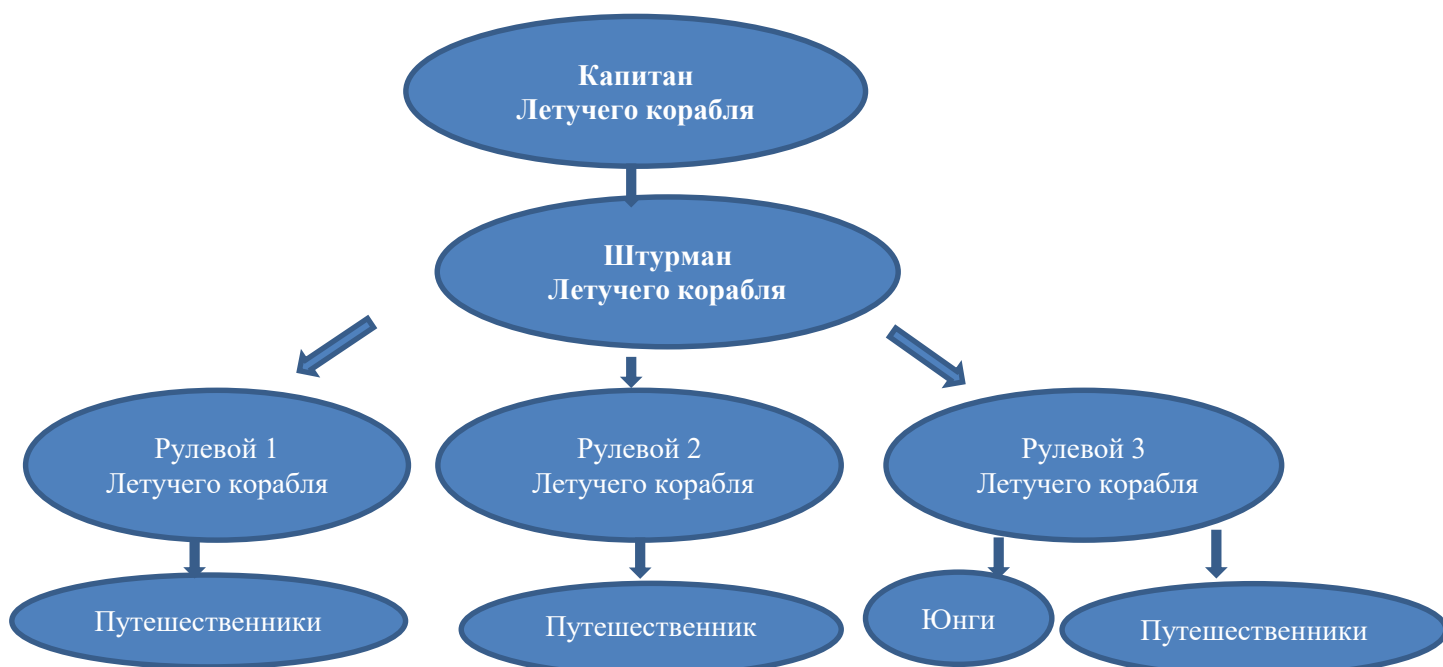 Капитан
Летучего корабля
Штурман
Летучего корабля
Рулевой 1
Летучего корабля
Рулевой 2
Летучего корабля
Рулевой 3
Летучего корабля
Путешественники
Путешественник
Юнги
Путешественники